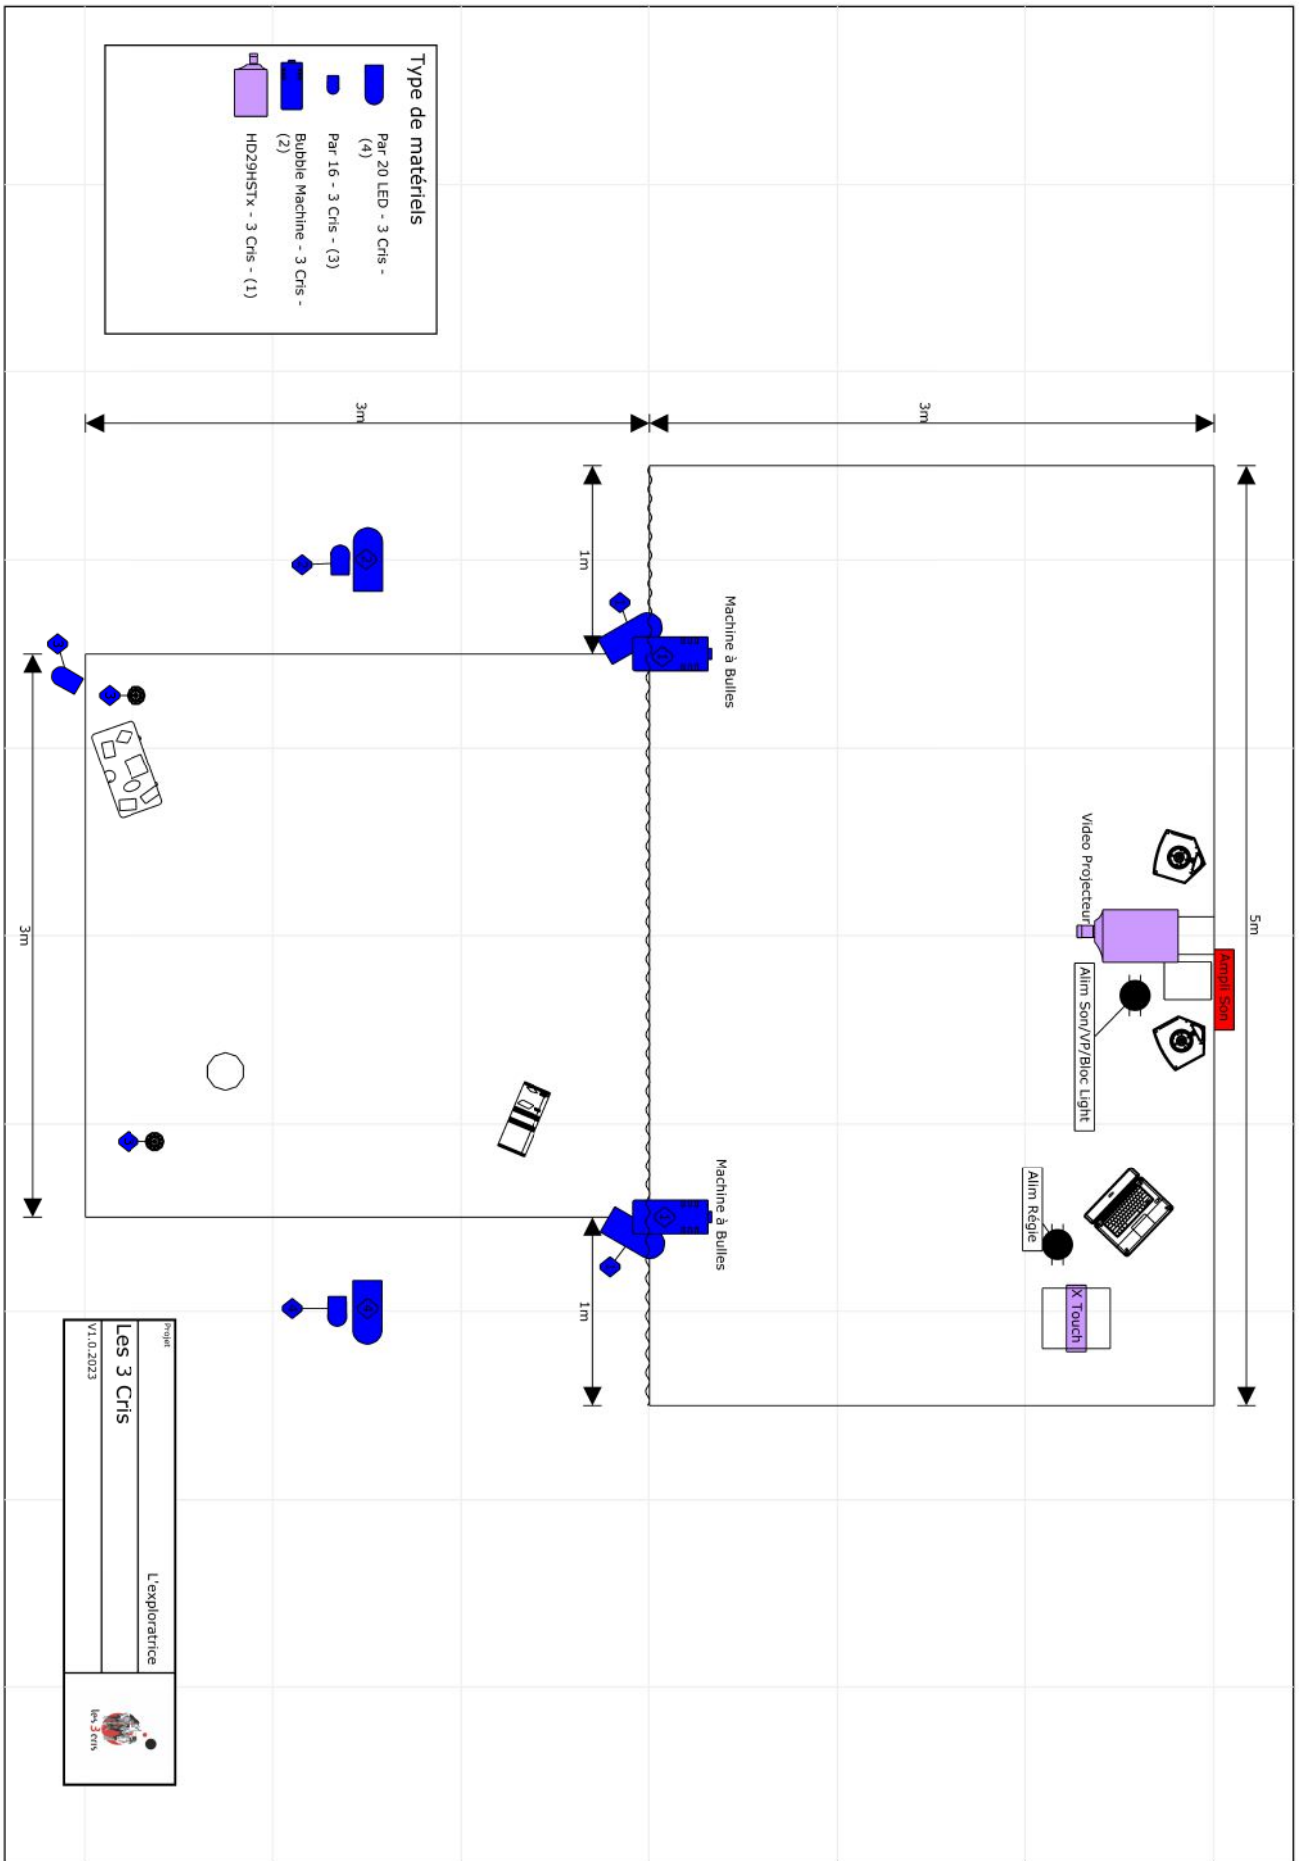 Type de matériels
Par 20 LED - 3 Cris -
(4)
Par 16 - 3 Cris - (3)
Bubble Machine - 3 Cris -
(2)
HD29HSTx - 3 Cris - (1)
5m
3m
3m
1m
1m
3m
Ampli Son
Video Projecteur
Alim Son/VP/Bloc Light
Alim Régie
X Touch
Machine à Bulles
Machine à Bulles
Projet
L'exploratrice
Les 3 Cris
V1.0.2023
les 3 cris